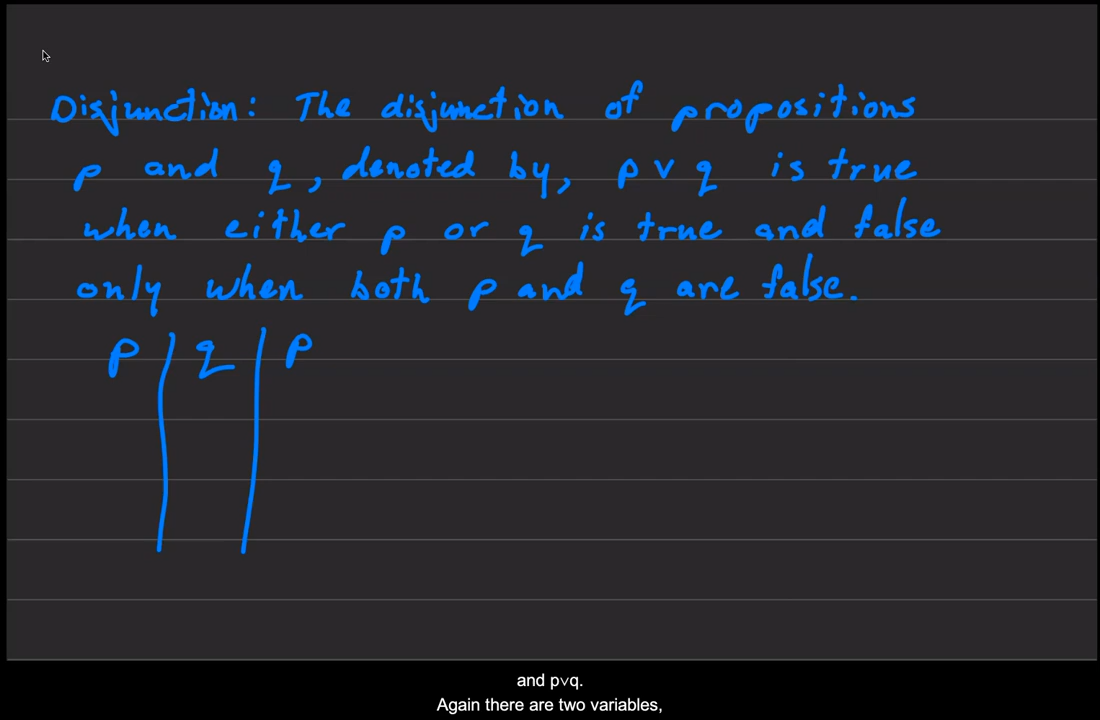 Disjunction: The disjunction of propositions
p and q, denoted by, p ∨ q is true
when either p or q is true and false
only when both p and q are false.
p q p
and p∨q.
Again there are two variables,